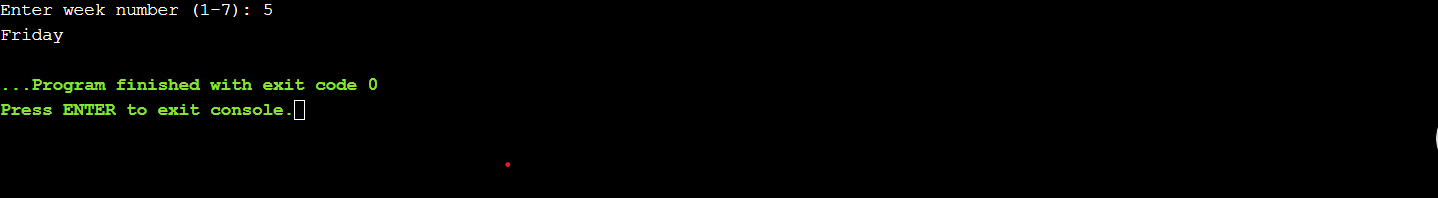 Enter week number (1-7): 5
Friday
...Program finished with exit code 0
Press ENTER to exit console.